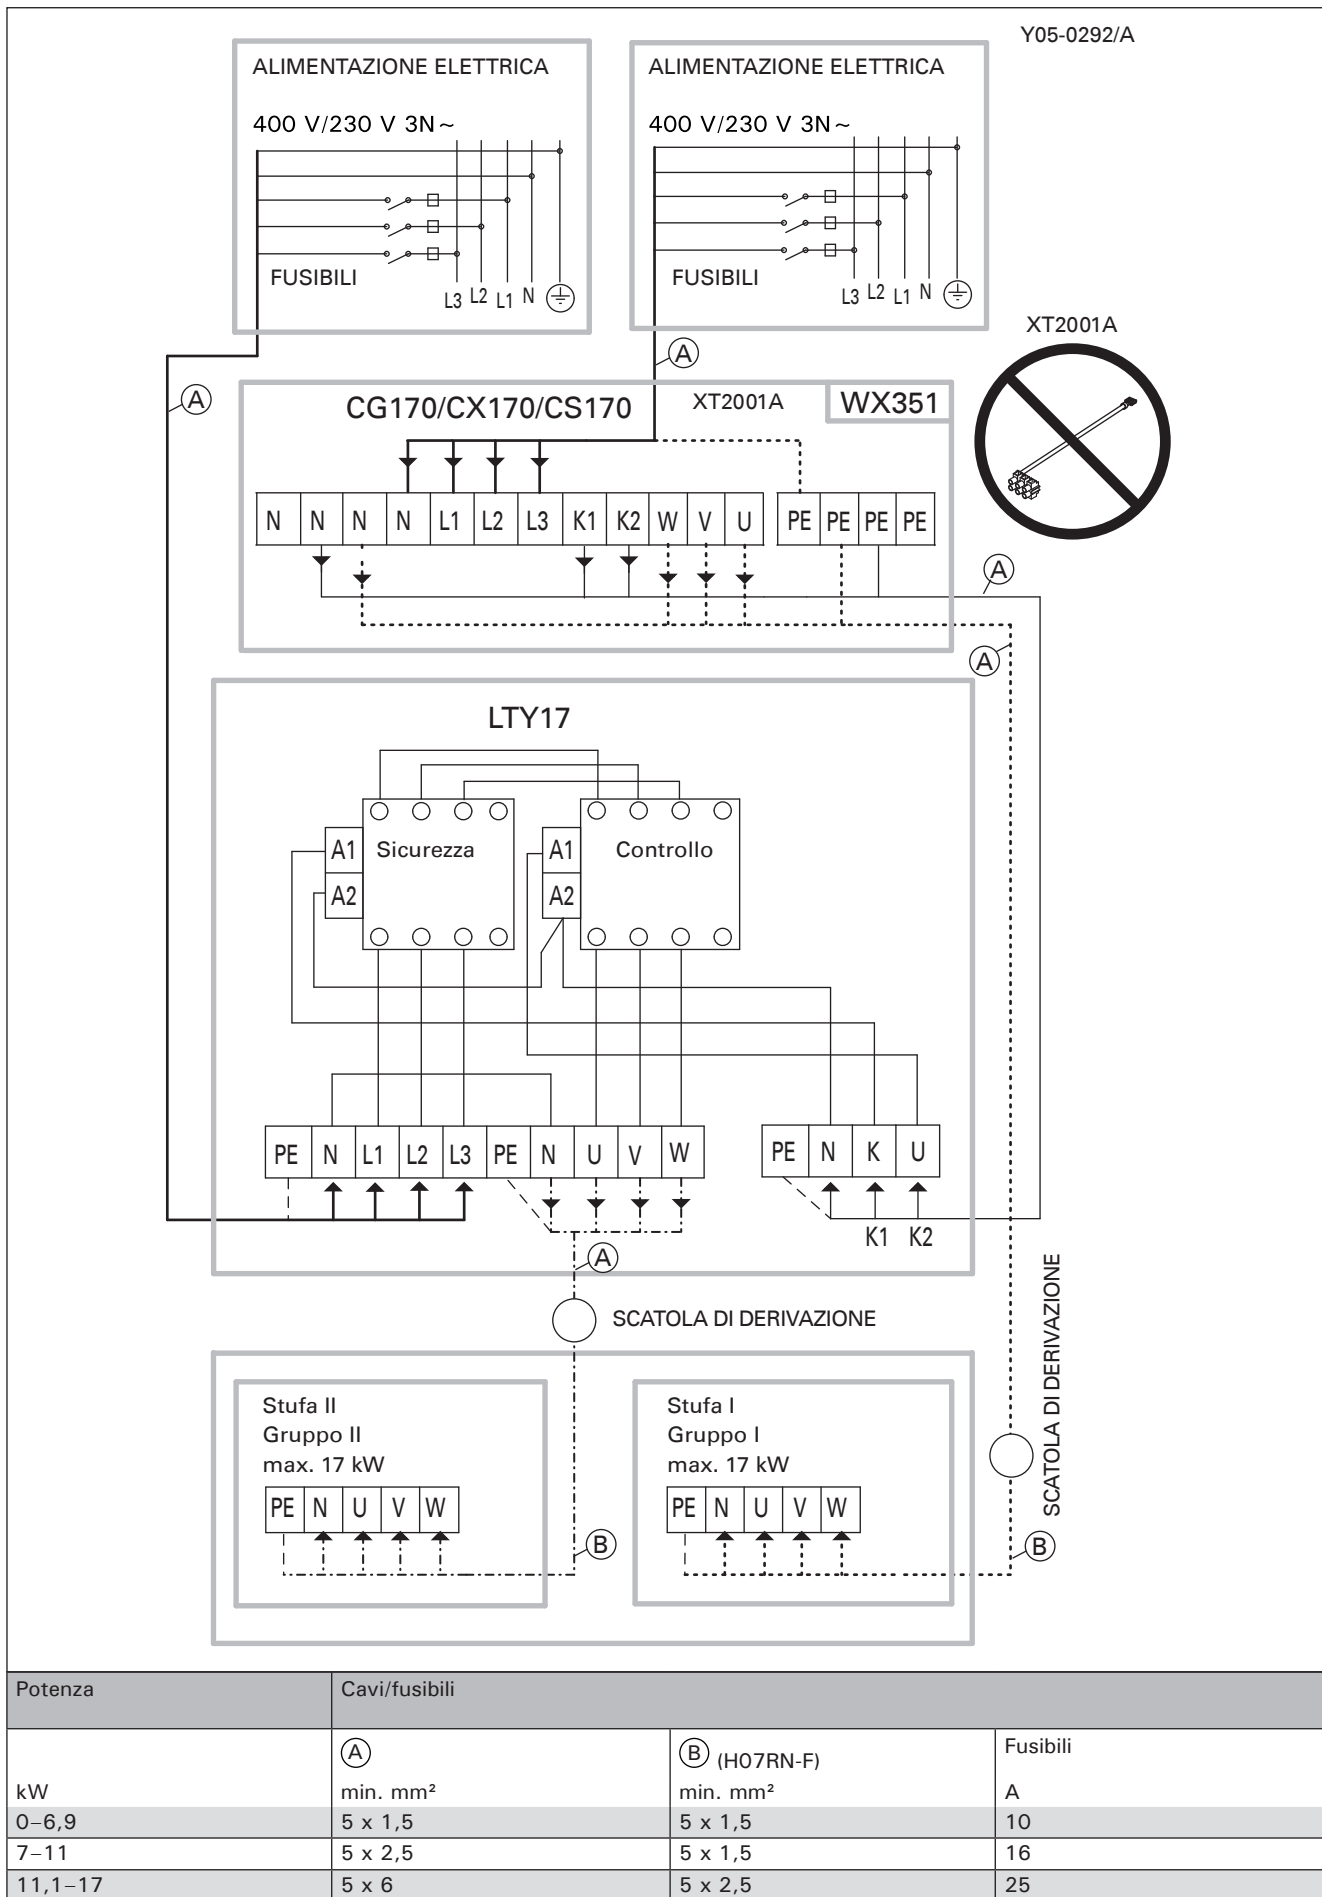 Y05-0292/A
ALIMENTAZIONE ELETTRICA
400 V/230 V 3N~
FUSIBILI
L3 L2 L1 N
ALIMENTAZIONE ELETTRICA
400 V/230 V 3N~
FUSIBILI
L3 L2 L1 N
XT2001A
A
A
CG170/CX170/CS170
XT2001A
WX351
N N N N L1 L2 L3 K1 K2 W V U PE PE PE PE
A
A
LTY17
A1 Sicurezza
A2
A1 Controllo
A2
PE N L1 L2 L3 PE N U V W
PE N K U
K1 K2
A
SCATOLA DI DERIVAZIONE
SCATOLA DI DERIVAZIONE
Stufa II
Gruppo II
max. 17 kW
PE N U V W
B
Stufa I
Gruppo I
max. 17 kW
PE N U V W
B
Potenza Cavi/fusibili
A B (H07RN-F) Fusibili
kW min. mm² min. mm² A
0–6,9 5 x 1,5 5 x 1,5 10
7–11 5 x 2,5 5 x 1,5 16
11,1–17 5 x 6 5 x 2,5 25